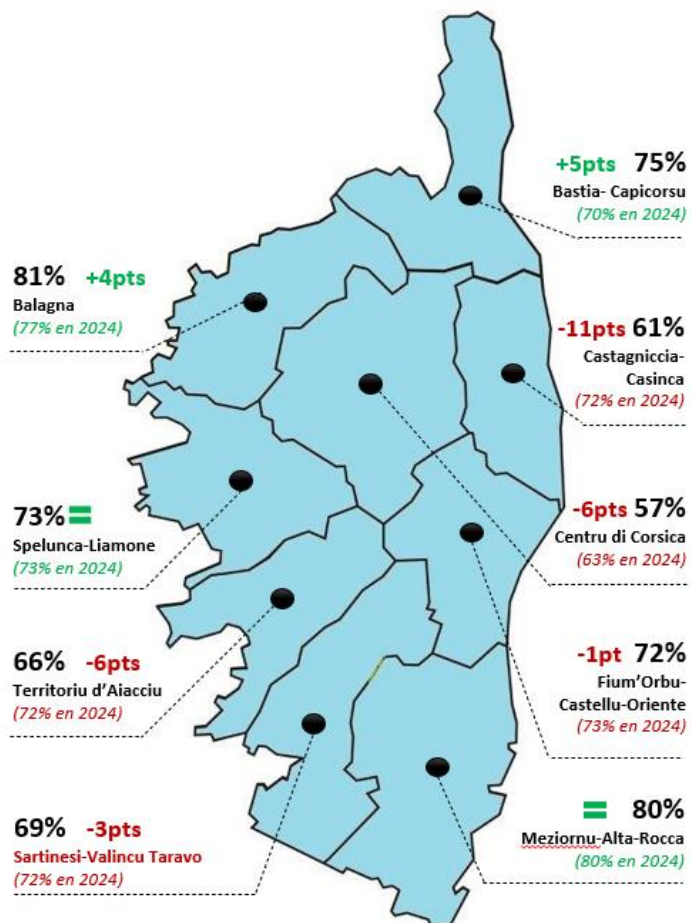 +5pts 75%
Bastia- Capicorsu
(70% en 2024)
81% +4pts
Balagna
(77% en 2024)
-11pts 61%
Castagniccia-
Casinca
(72% en 2024)
73% =
Spelunca-Liamone
(73% en 2024)
-6pts 57%
Centru di Corsica
(63% en 2024)
66% -6pts
Territoriu d'Aiacciu
(72% en 2024)
-1pt 72%
Fium'Orbu-
Castellu-Oriente
(73% en 2024)
69% -3pts
Sartinesi-Valincu Taravo
(72% en 2024)
= 80%
Meziornu-Alta-Rocca
(80% en 2024)